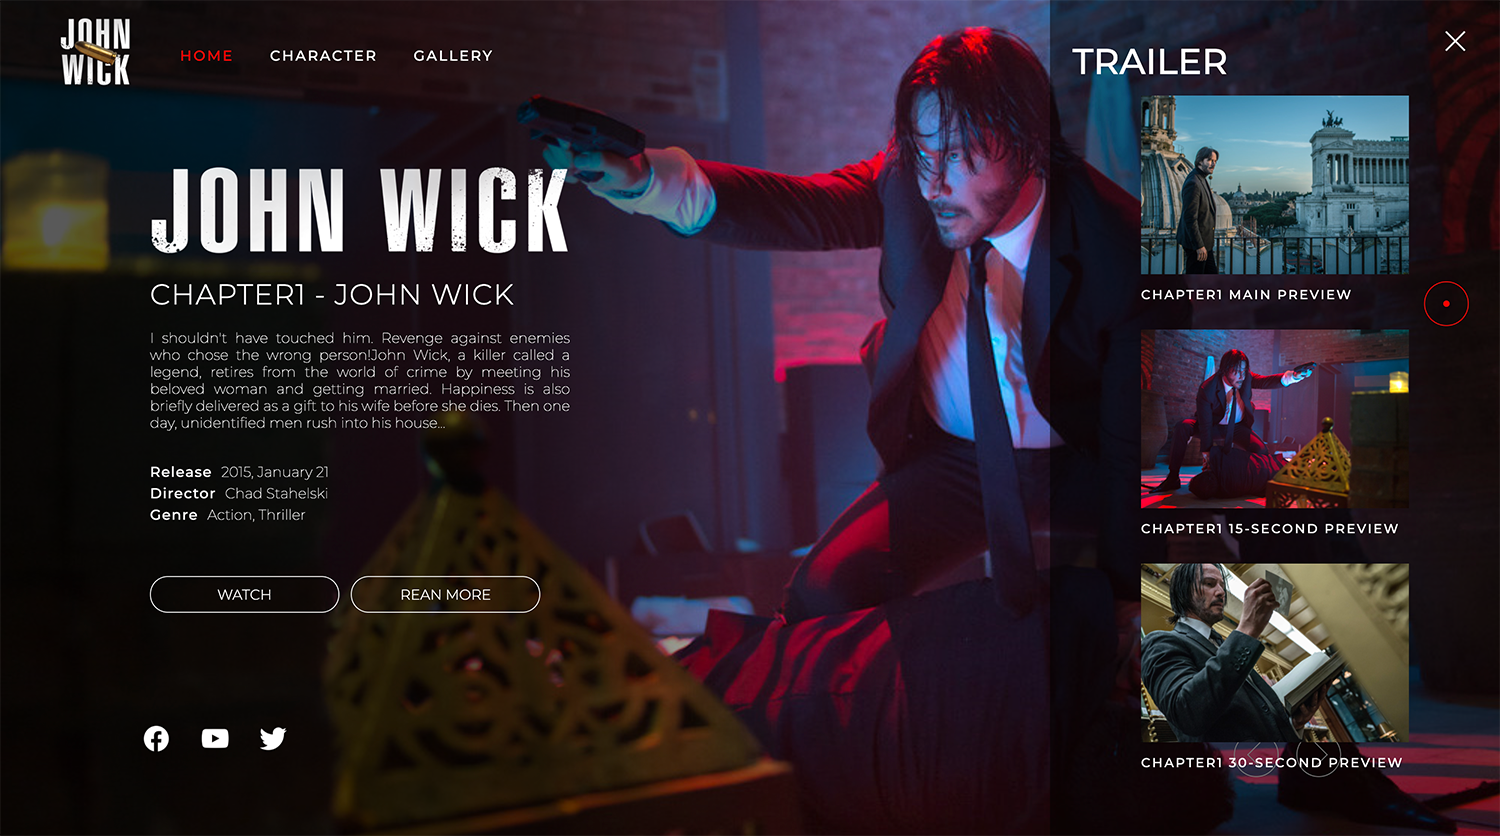 JOHN
WICK
HOME
CHARACTER
GALLERY
JOHN WICK
CHAPTER1 - JOHN WICK
I shouldn't have touched him. Revenge against enemies
who chose the wrong person!John Wick, a killer called a
legend, retires from the world of crime by meeting his
beloved woman and getting married. Happiness is also
briefly delivered as a gift to his wife before she dies. Then one
day, unidentified men rush into his house...
Release 2015, January 21
Director Chad Stahelski
Genre Action, Thriller
WATCH
REAN MORE
TRAILER
CHAPTER1 MAIN PREVIEW
CHAPTER1 15-SECOND PREVIEW
CHAPTER1 30-SECOND PREVIEW